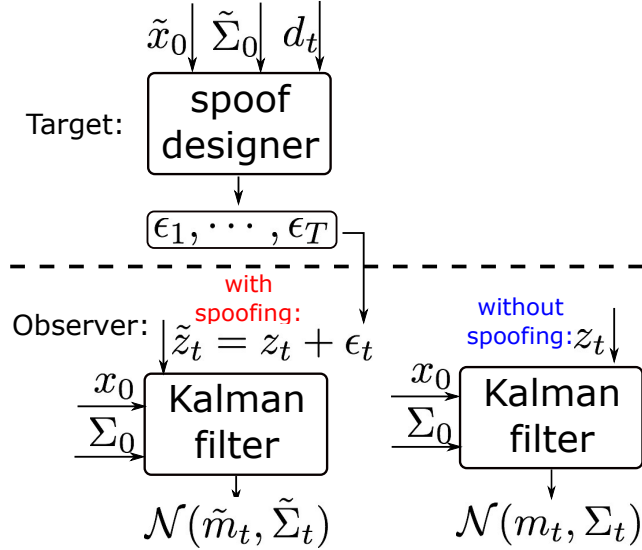 x̃₀ Σ̃₀ d_t
Target:
spoof
designer
ϵ₁, ⋯ , ϵ_T
Observer:
with
spoofing:
z̃_t = z_t + ϵ_t
x₀
Σ₀
Kalman
filter
𝒩(m̃_t, Σ̃_t)
without
spoofing:
z_t
x₀
Σ₀
Kalman
filter
𝒩(m_t, Σ_t)